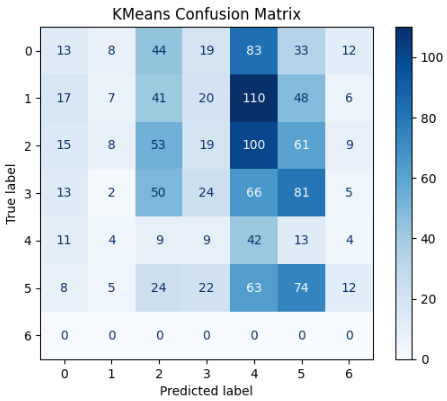 KMeans Confusion Matrix
0 13 8 44 19 83 33 12
1 17 7 41 20 110 48 6
2 15 8 53 19 100 61 9
3 13 2 50 24 66 81 5
4 11 4 9 9 42 13 4
5 8 5 24 22 63 74 12
6 0 0 0 0 0 0 0
0 1 2 3 4 5 6
Predicted label
True label
100
80
60
40
20
0